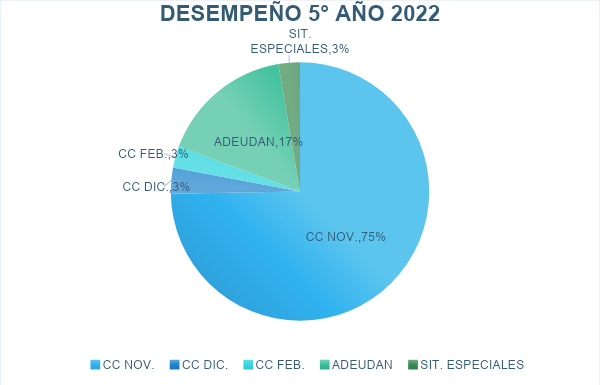 DESEMPEÑO 5° AÑO 2022
SIT.
ESPECIALES,3%
ADEUDAN,17%
CC FEB.,3%
CC DIC.,3%
CC NOV.,75%
CC NOV. CC DIC. CC FEB. ADEUDAN SIT. ESPECIALES